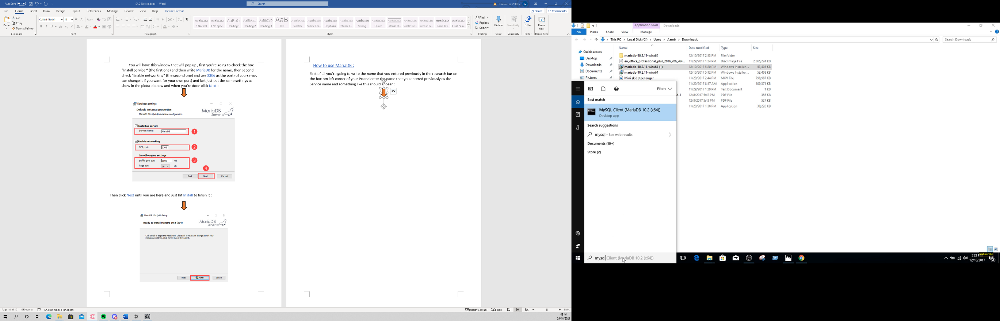 AutoSave
SAE_Notice.docx - Word
Search
Romain CHARLES
RC
File Home Insert Draw Design Layout References Mailings Review View Help Picture Format
Share Comments
Paste
Cut
Copy
Format Painter
Calibri (Body) 12
Normal
No Spac...
Heading 1
Heading 2
Heading 3
Title
Subtitle
Subtle Em...
Emphasis
Intense E...
Strong
Quote
Intense Q...
Subtle Ref...
Intense Re...
Book Title
List Para...
Find
Replace
Select
Dictate
Sensitivity
Editor
Reuse
Files
Clipboard Font Paragraph Styles Editing Voice Sensitivity Editor Reuse Files
You will have this window that will pop up , first you're going to check the box
"Install Service " (the first one) and then write MariaDB for the name, then second
check "Enable networking" (the second one) and use 3306 as the port (of course you
can change it if you want for your own port) and last just put the same settings as
show in the picture below and when you're done click Next :
Database settings
Default instance properties
MariaDB 10.4 (x64) database configuration
MariaDB
Server
Install as service
Service Name: MariaDB
1
Enable networking
TCP port: 3306
2
Innodb engine settings
Buffer pool size: 1009 MB
3
Page size: 16 KB
4
Back Next Cancel
Then click Next until you are here and just hit Install to finish it :
MariaDB 10.4 (x64) Setup
Ready to install MariaDB 10.4 (x64)
MariaDB
Server
Click Install to begin the installation. Click Back to review or change any of your
installation settings. Click Cancel to exit the wizard.
Back Install Cancel
How to use MariaDB :
First of all you're going to write the name that you entered previously in the research bar on
the bottom left corner of your Pc and enter the name that you entered previously as the
Service name and something like this should appear :
Page 10 of 10 550 words English (United Kingdom)
Display Settings Focus 110%
09:46
29/10/2021
Application Tools Downloads
File Home Share View Manage
This PC > Local Disk (C:) > Users > Aamir > Downloads
Search Downloads
Name Date modified Type Size
Quick access
Desktop
Downloads
Documents
Pictures
mariadb-10.2.11-winx64 12/10/2017 2:13 PM File folder
en_office_professional_plus_2016_x86_x64... 11/29/2017 1:24 PM Disc Image File 2,365,224 KB
mariadb-10.2.11-winx64 (1) 12/10/2017 5:20 PM Windows Installer ... 53,408 KB
mariadb-10.2.11-winx64 12/10/2017 5:12 PM Windows Installer ... 53,408 KB
Mini skid steer auger 11/20/2017 2:44 PM MOV File 798,987 KB
11/20/2017 8:17 AM Application 100,371 KB
11/29/2017 1:29 PM Text Document 1 KB
d-1 12/8/2017 5:47 PM PDF File 356 KB
12/8/2017 5:43 PM PDF File 527 KB
11/20/2017 1:38 PM Application 30,226 KB
Filters
Best match
MySQL Client (MariaDB 10.2 (x64))
Desktop app
Search suggestions
mysql - See web results
Documents (10+)
Store (2)
mysql Client (MariaDB 10.2 (x64))
Subscribe
5:23
12/10/2017
2